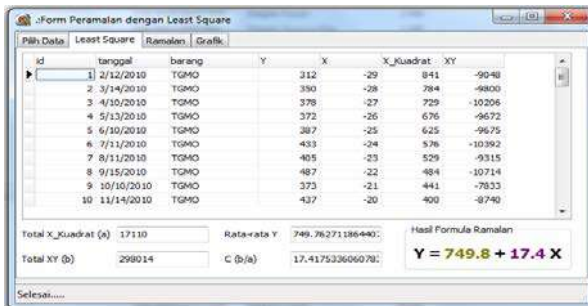 .:Form Peramalan dengan Least Square
Pilih Data Least Square Ramalan Grafik
id tanggal barang Y X X_Kuadrat XY
1 2/12/2010 TGMO 312 -29 841 -9048
2 3/14/2010 TGMO 350 -28 784 -9800
3 4/10/2010 TGMO 378 -27 729 -10206
4 5/13/2010 TGMO 372 -26 676 -9672
5 6/10/2010 TGMO 387 -25 625 -9675
6 7/11/2010 TGMO 433 -24 576 -10392
7 8/11/2010 TGMO 405 -23 529 -9315
8 9/15/2010 TGMO 487 -22 484 -10714
9 10/10/2010 TGMO 373 -21 441 -7833
10 11/14/2010 TGMO 437 -20 400 -8740
Total X_Kuadrat (a) 17110 Rata-rata Y 749.762711864407 Hasil Formula Ramalan
Total XY (b) 298014 C (b/a) 17.417533606078 Y = 749.8 + 17.4 X
Selesai.....